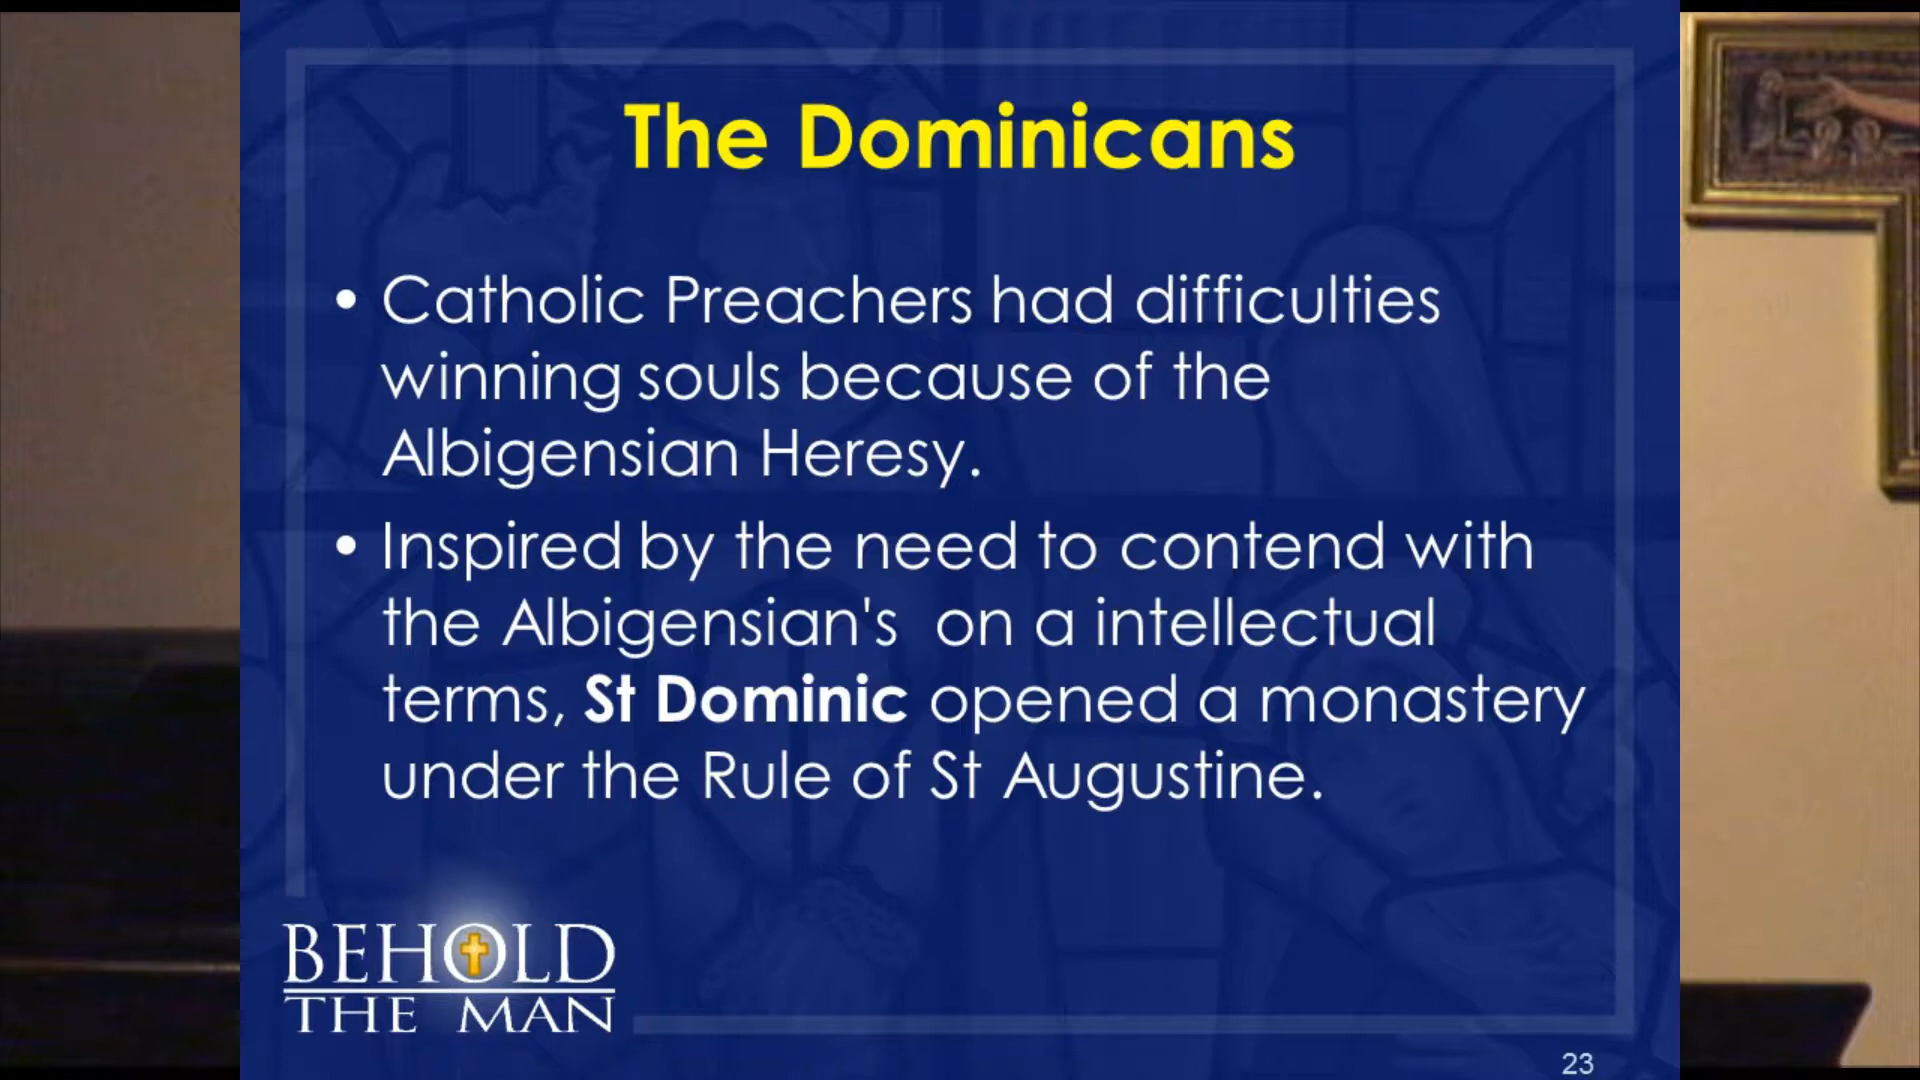 The Dominicans
• Catholic Preachers had difficulties
winning souls because of the
Albigensian Heresy.
• Inspired by the need to contend with
the Albigensian's  on a intellectual
terms, St Dominic opened a monastery
under the Rule of St Augustine.
BEHOLD
THE MAN
23